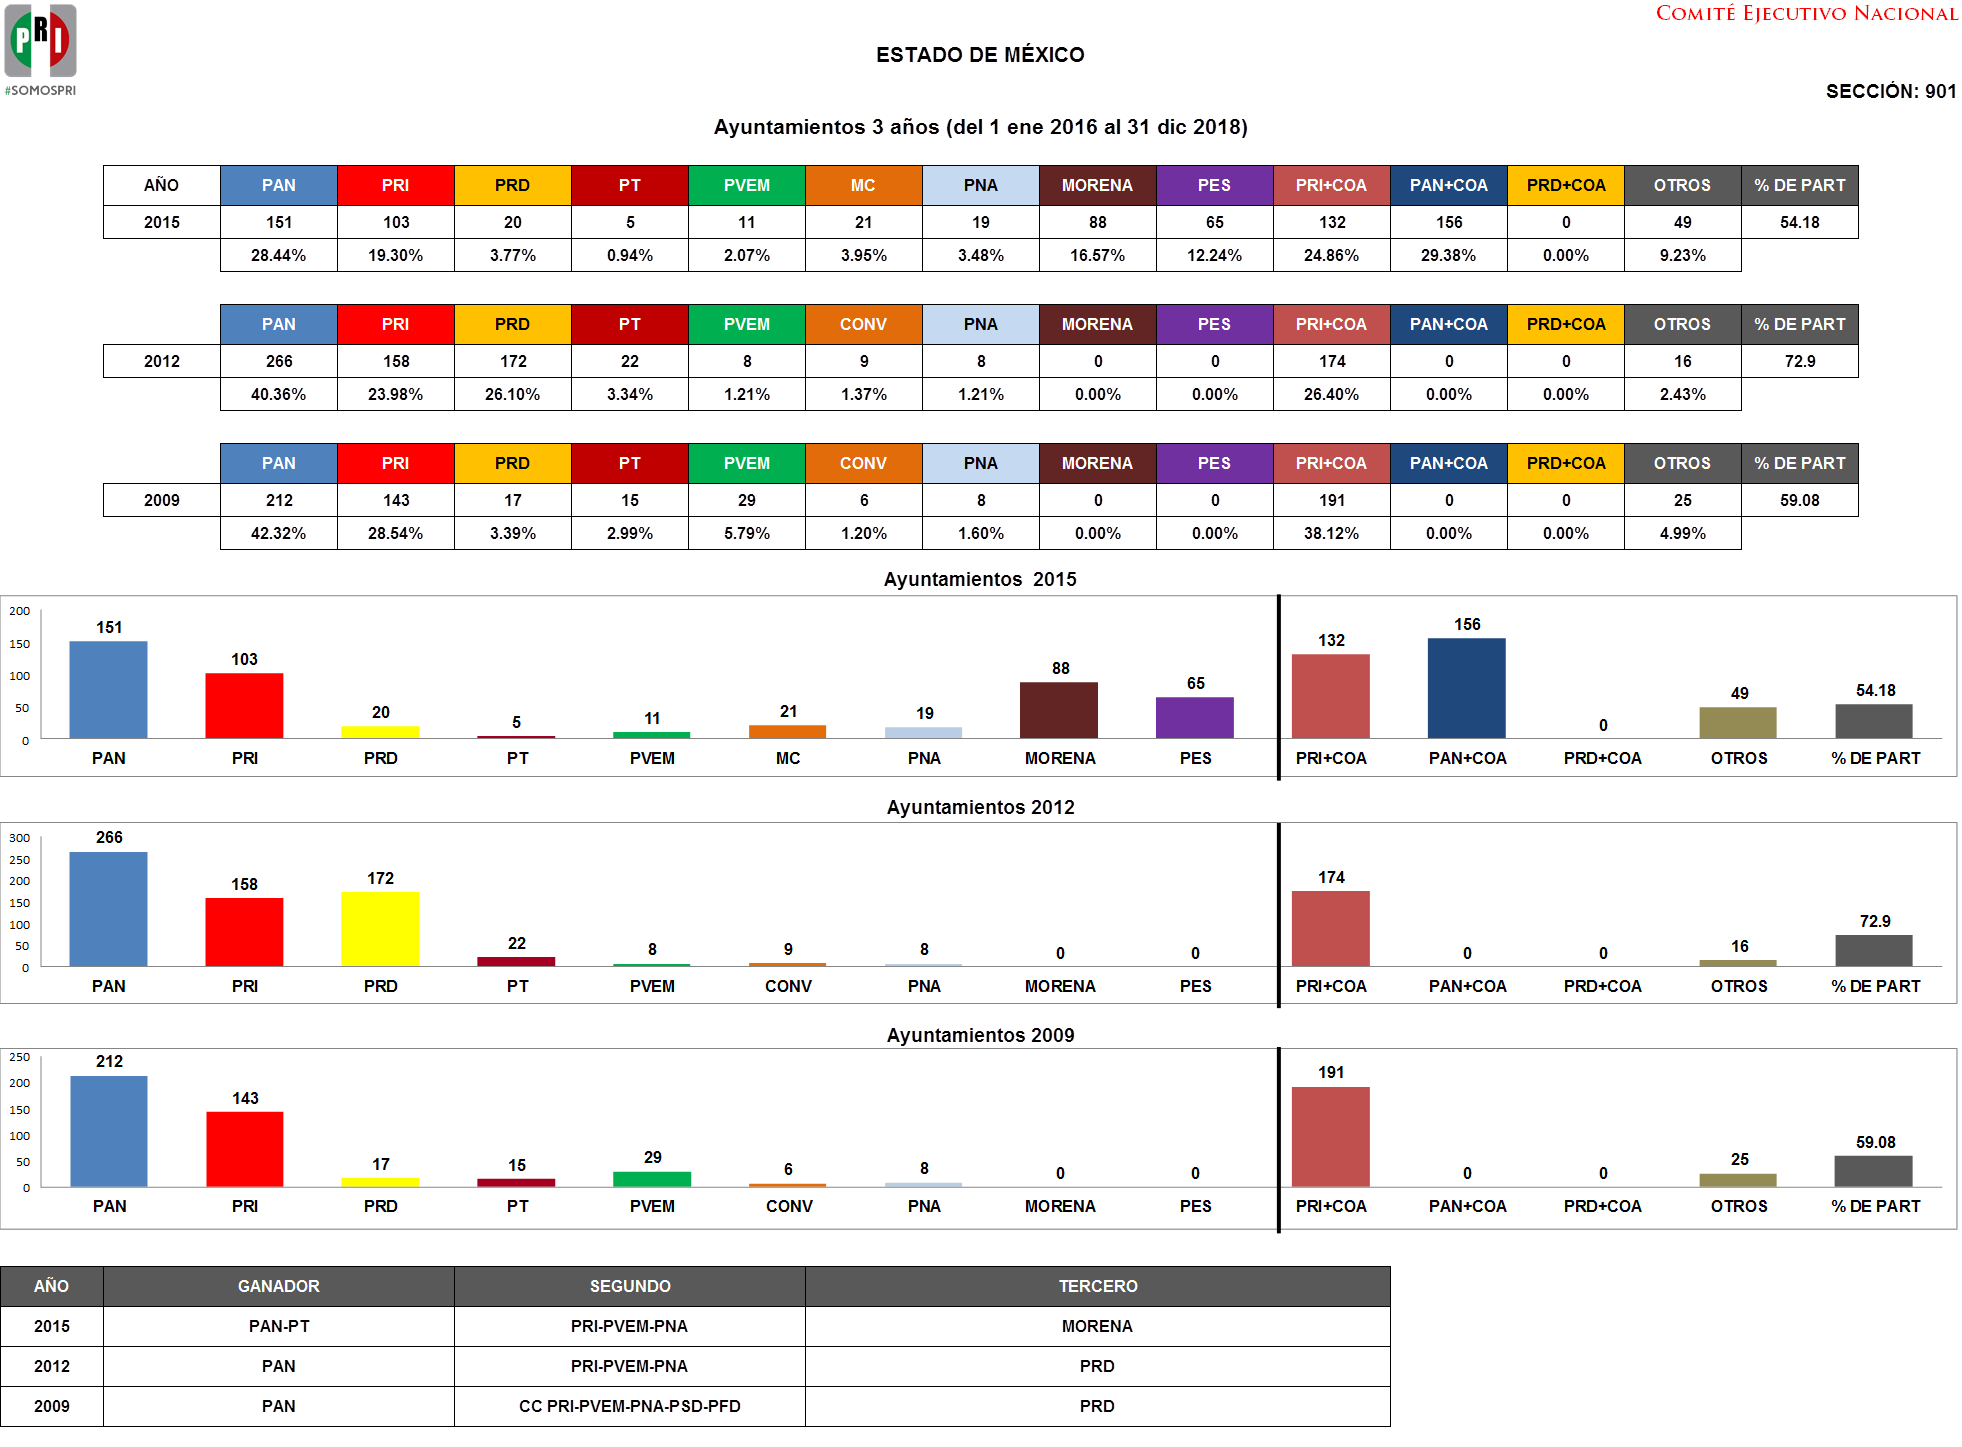 PRI
#SOMOSPRI
COMITÉ EJECUTIVO NACIONAL
ESTADO DE MÉXICO
SECCIÓN: 901
Ayuntamientos 3 años (del 1 ene 2016 al 31 dic 2018)
AÑO PAN PRI PRD PT PVEM MC PNA MORENA PES PRI+COA PAN+COA PRD+COA OTROS % DE PART
2015 151 103 20 5 11 21 19 88 65 132 156 0 49 54.18
28.44% 19.30% 3.77% 0.94% 2.07% 3.95% 3.48% 16.57% 12.24% 24.86% 29.38% 0.00% 9.23%
PAN PRI PRD PT PVEM CONV PNA MORENA PES PRI+COA PAN+COA PRD+COA OTROS % DE PART
2012 266 158 172 22 8 9 8 0 0 174 0 0 16 72.9
40.36% 23.98% 26.10% 3.34% 1.21% 1.37% 1.21% 0.00% 0.00% 26.40% 0.00% 0.00% 2.43%
PAN PRI PRD PT PVEM CONV PNA MORENA PES PRI+COA PAN+COA PRD+COA OTROS % DE PART
2009 212 143 17 15 29 6 8 0 0 191 0 0 25 59.08
42.32% 28.54% 3.39% 2.99% 5.79% 1.20% 1.60% 0.00% 0.00% 38.12% 0.00% 0.00% 4.99%
Ayuntamientos 2015
200
150
100
50
0
151 103 20 5 11 21 19 88 65 132 156 0 49 54.18
PAN PRI PRD PT PVEM MC PNA MORENA PES PRI+COA PAN+COA PRD+COA OTROS % DE PART
Ayuntamientos 2012
300
250
200
150
100
50
0
266 158 172 22 8 9 8 0 0 174 0 0 16 72.9
PAN PRI PRD PT PVEM CONV PNA MORENA PES PRI+COA PAN+COA PRD+COA OTROS % DE PART
Ayuntamientos 2009
250
200
150
100
50
0
212 143 17 15 29 6 8 0 0 191 0 0 25 59.08
PAN PRI PRD PT PVEM CONV PNA MORENA PES PRI+COA PAN+COA PRD+COA OTROS % DE PART
AÑO GANADOR SEGUNDO TERCERO
2015 PAN-PT PRI-PVEM-PNA MORENA
2012 PAN PRI-PVEM-PNA PRD
2009 PAN CC PRI-PVEM-PNA-PSD-PFD PRD